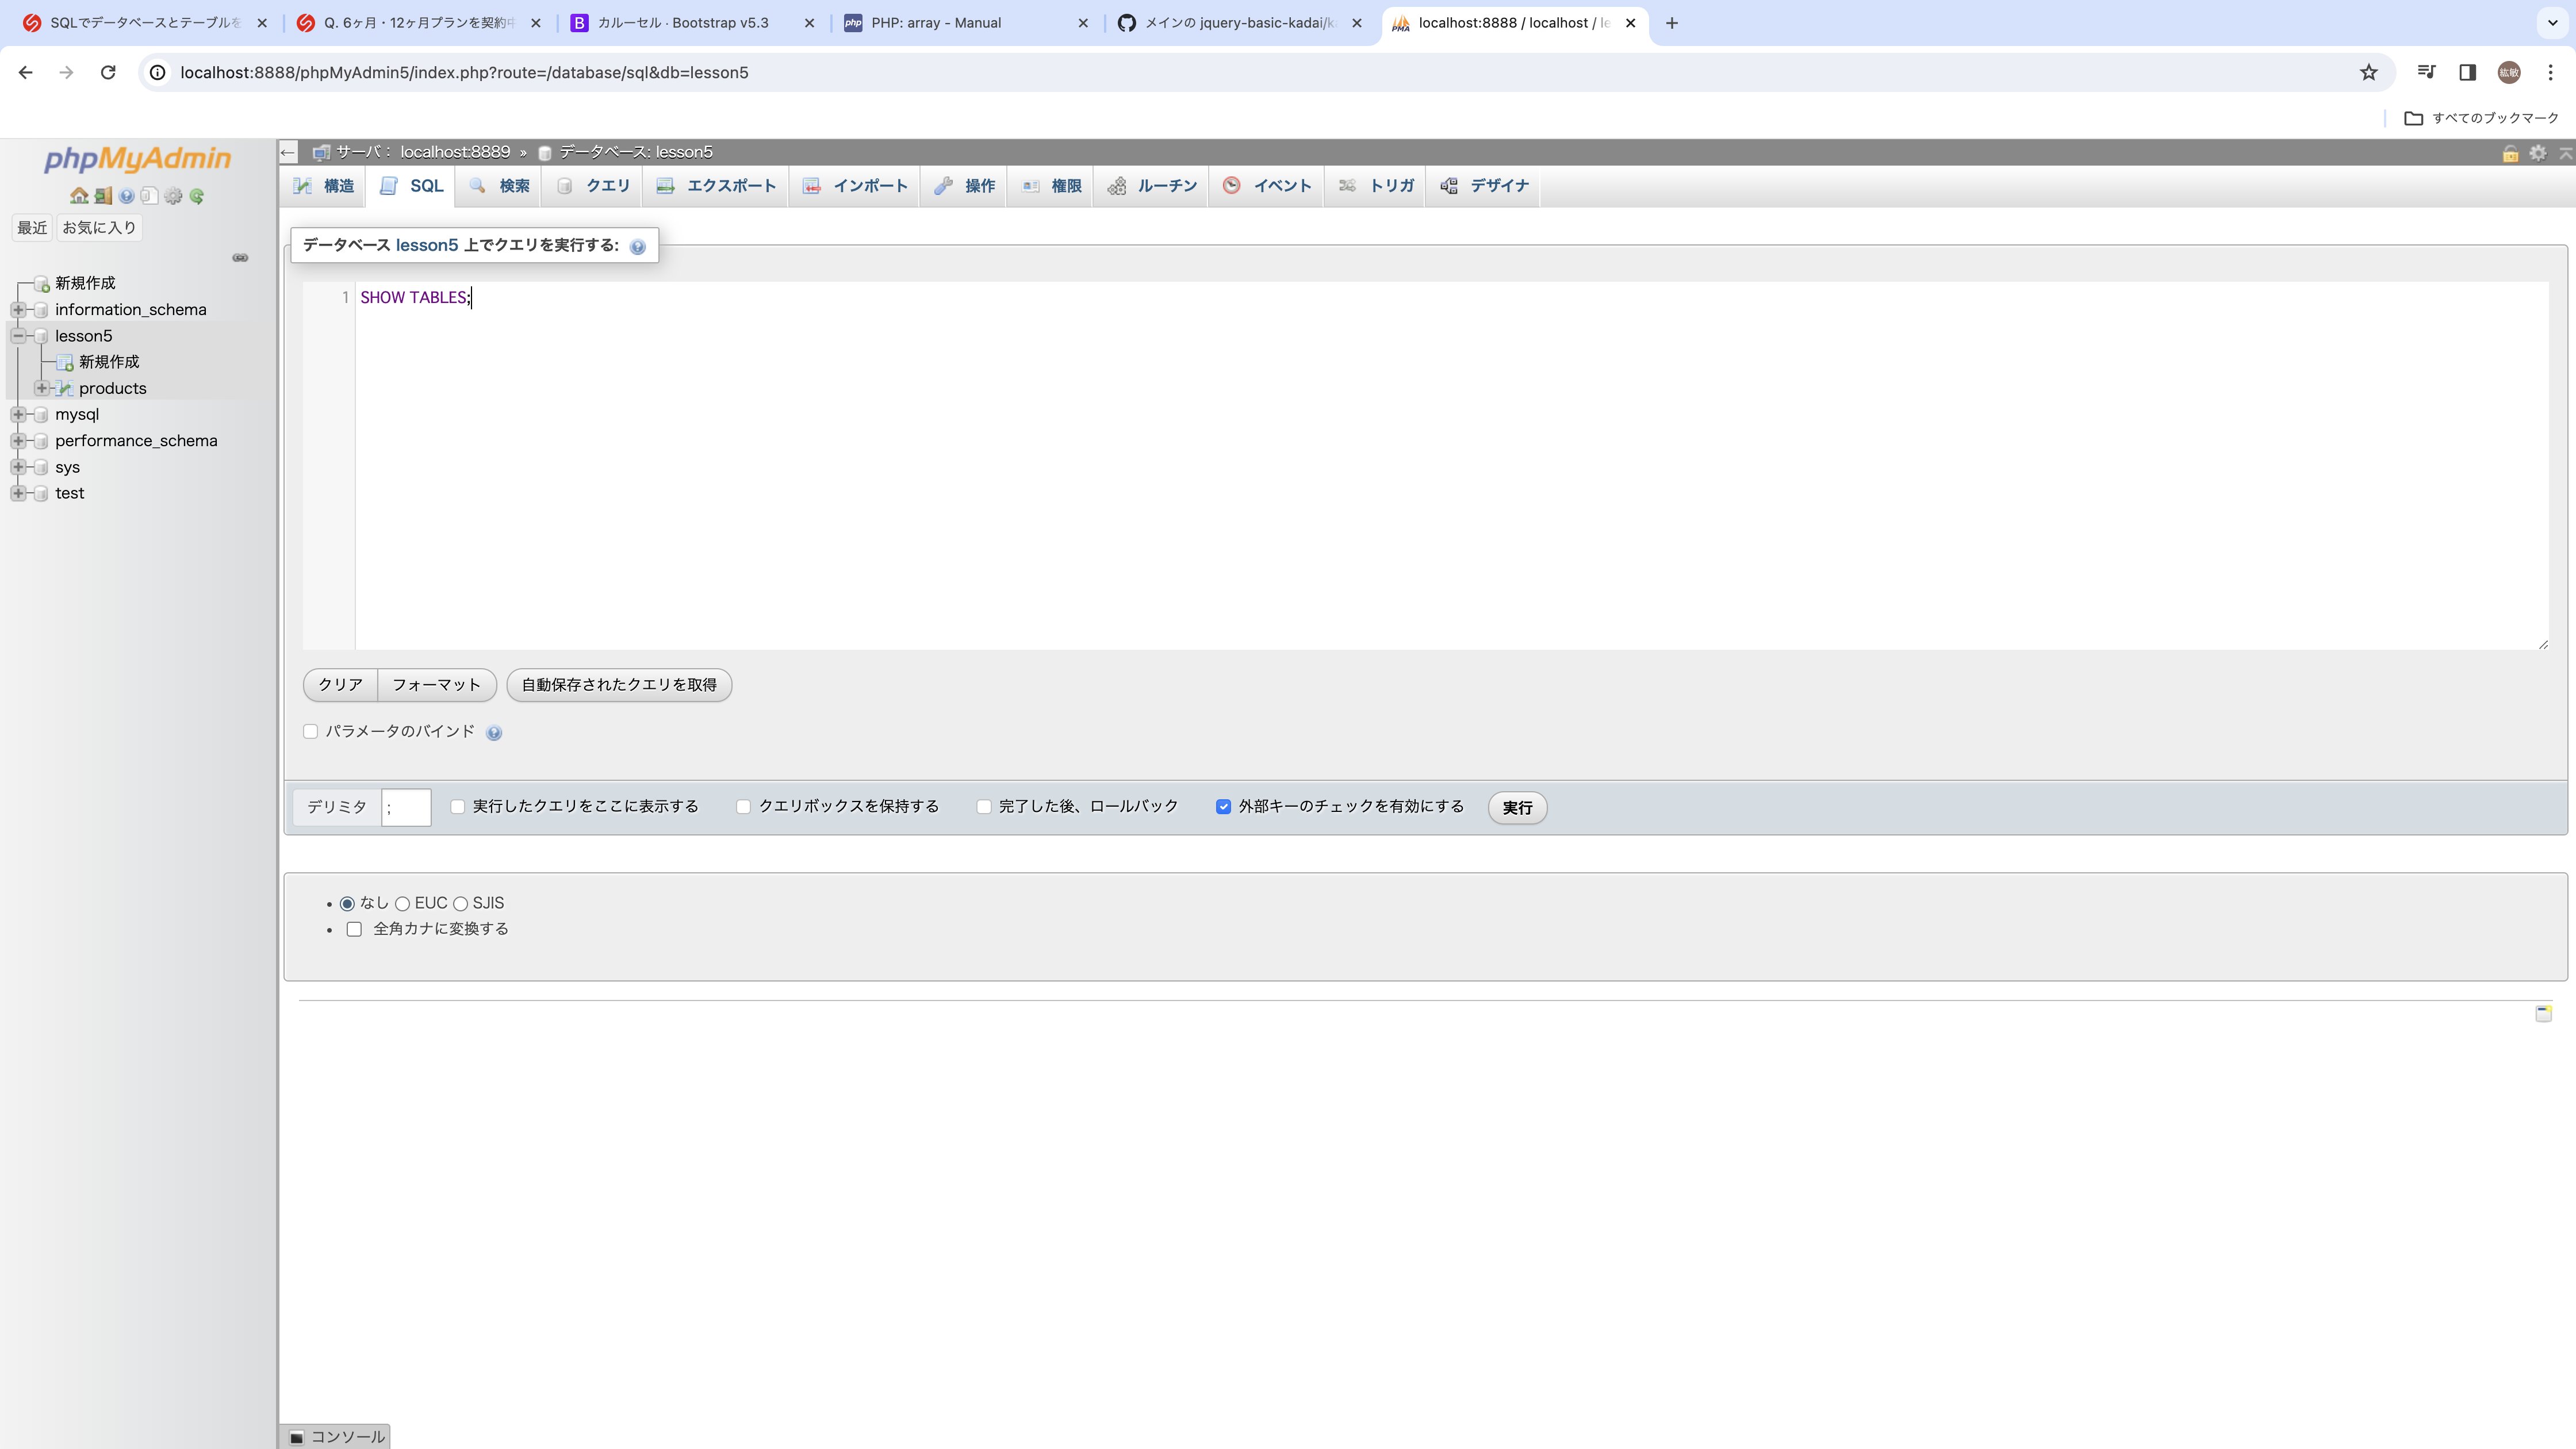 SQLでデータベースとテーブルを
Q. 6ヶ月・12ヶ月プランを契約中
B カルーセル · Bootstrap v5.3
php PHP: array - Manual
メインの jquery-basic-kadai/k
PMA localhost:8888 / localhost / le
localhost:8888/phpMyAdmin5/index.php?route=/database/sql&db=lesson5
紘敏
すべてのブックマーク
phpMyAdmin
サーバ： localhost:8889 » データベース: lesson5
構造 SQL 検索 クエリ エクスポート インポート 操作 権限 ルーチン イベント トリガ デザイナ
最近 お気に入り
新規作成
information_schema
lesson5
新規作成
products
mysql
performance_schema
sys
test
データベース lesson5 上でクエリを実行する:
1 SHOW TABLES;
クリア フォーマット 自動保存されたクエリを取得
パラメータのバインド
デリミタ ; 実行したクエリをここに表示する クエリボックスを保持する 完了した後、ロールバック 外部キーのチェックを有効にする 実行
• なし EUC SJIS
• 全角カナに変換する
コンソール